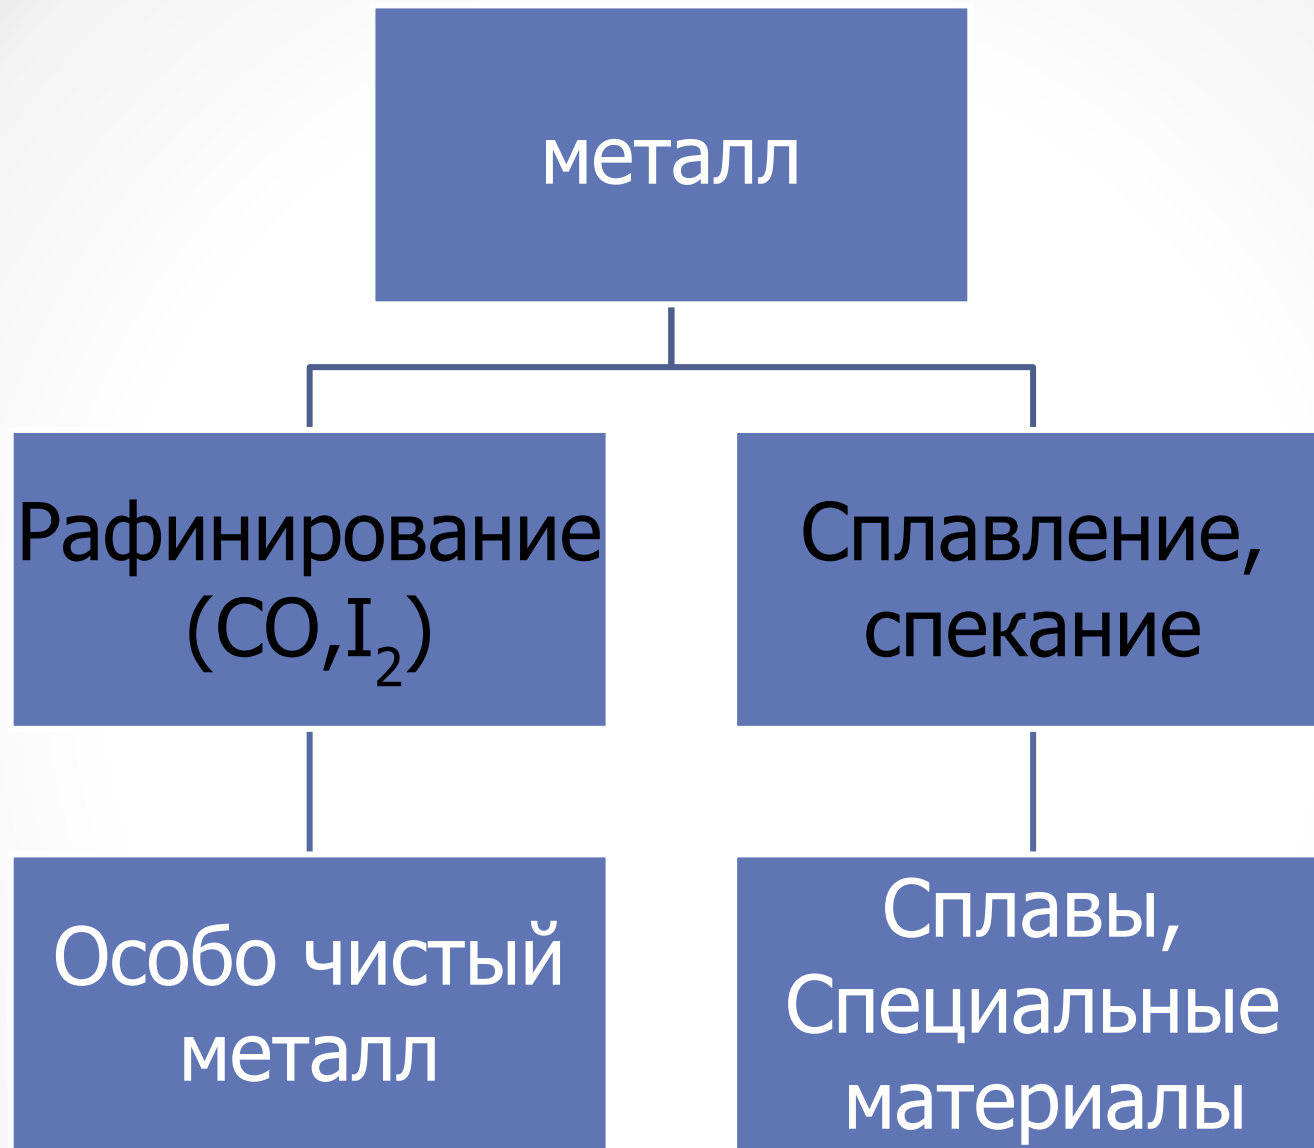 металл
Рафинирование
(CO,I₂)
Сплавление,
спекание
Особо чистый
металл
Сплавы,
Специальные
материалы